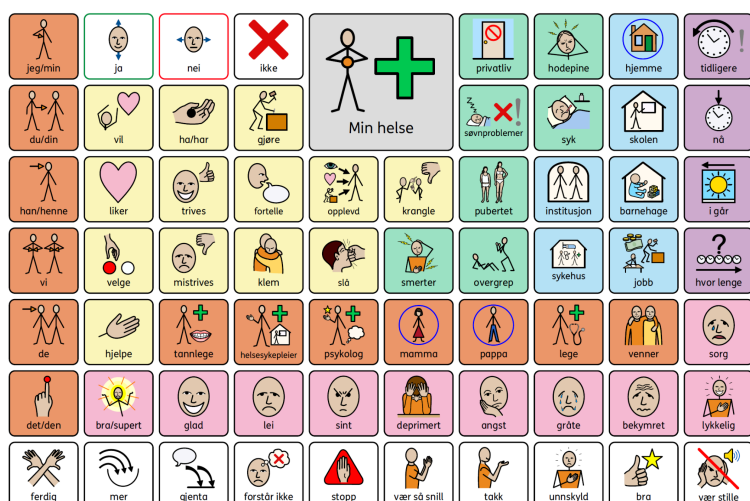 jeg/min
ja
nei
ikke
Min helse
privatliv
hodepine
hjemme
tidligere
du/din
vil
ha/har
gjøre
søvnproblemer
syk
skolen
nå
han/henne
liker
trives
fortelle
opplevd
krangle
pubertet
institusjon
barnehage
i går
vi
velge
mistrives
klem
slå
smerter
overgrep
sykehus
jobb
hvor lenge
de
hjelpe
tannlege
helsesykepleier
psykolog
mamma
pappa
lege
venner
sorg
det/den
bra/supert
glad
lei
sint
deprimert
angst
gråte
bekymret
lykkelig
ferdig
mer
gjenta
forstår ikke
stopp
vær så snill
takk
unnskyld
bra
vær stille